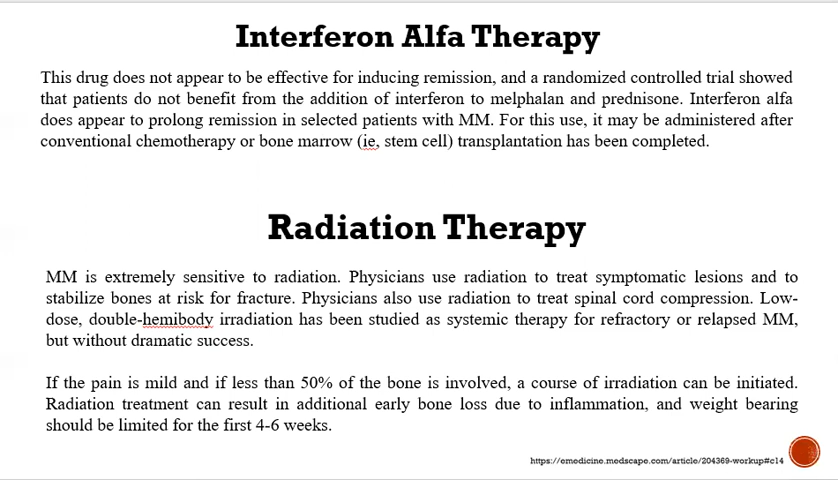 Interferon Alfa Therapy
This drug does not appear to be effective for inducing remission, and a randomized controlled trial showed
that patients do not benefit from the addition of interferon to melphalan and prednisone. Interferon alfa
does appear to prolong remission in selected patients with MM. For this use, it may be administered after
conventional chemotherapy or bone marrow (ie, stem cell) transplantation has been completed.
Radiation Therapy
MM is extremely sensitive to radiation. Physicians use radiation to treat symptomatic lesions and to
stabilize bones at risk for fracture. Physicians also use radiation to treat spinal cord compression. Low-
dose, double-hemibody irradiation has been studied as systemic therapy for refractory or relapsed MM,
but without dramatic success.
If the pain is mild and if less than 50% of the bone is involved, a course of irradiation can be initiated.
Radiation treatment can result in additional early bone loss due to inflammation, and weight bearing
should be limited for the first 4-6 weeks.
https://emedicine.medscape.com/article/204369-workup#c14